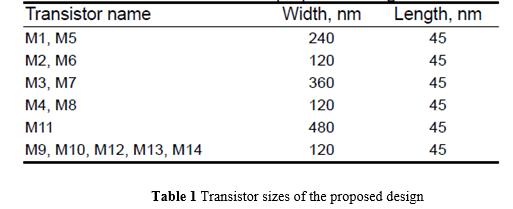 Transistor name Width, nm Length, nm
M1, M5 240 45
M2, M6 120 45
M3, M7 360 45
M4, M8 120 45
M11 480 45
M9, M10, M12, M13, M14 120 45
Table 1 Transistor sizes of the proposed design